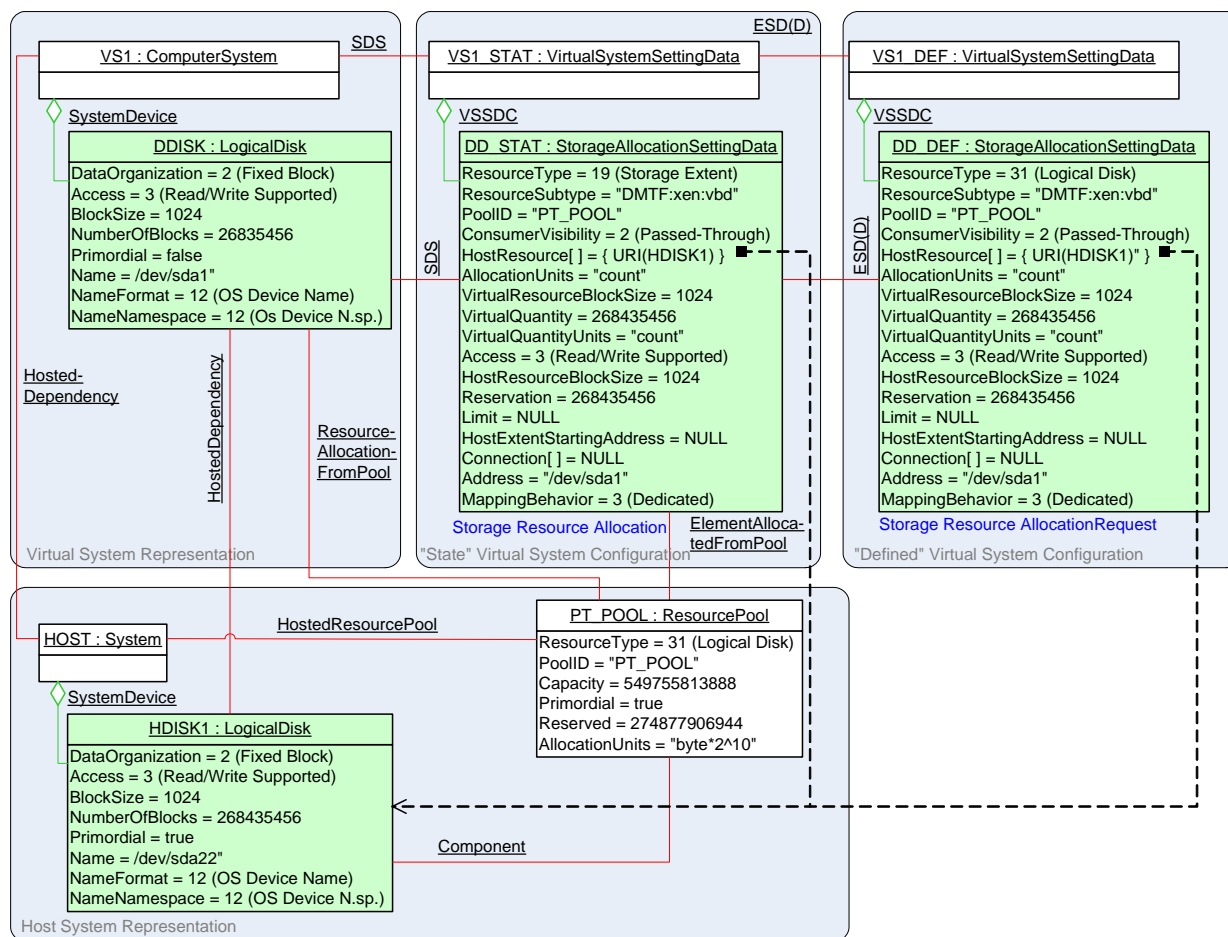 VS1 : ComputerSystem
SDS
VS1_STAT : VirtualSystemSettingData
ESD(D)
VS1_DEF : VirtualSystemSettingData
SystemDevice
DDISK : LogicalDisk
DataOrganization = 2 (Fixed Block)
Access = 3 (Read/Write Supported)
BlockSize = 1024
NumberOfBlocks = 26835456
Primordial = false
Name = /dev/sda1"
NameFormat = 12 (OS Device Name)
NameNamespace = 12 (Os Device N.sp.)
Hosted-
Dependency
HostedDependency
Resource-
Allocation-
FromPool
Virtual System Representation
SDS
VSSDC
DD_STAT : StorageAllocationSettingData
ResourceType = 19 (Storage Extent)
ResourceSubtype = "DMTF:xen:vbd"
PoolID = "PT_POOL"
ConsumerVisibility = 2 (Passed-Through)
HostResource[ ] = { URI(HDISK1) }
AllocationUnits = "count"
VirtualResourceBlockSize = 1024
VirtualQuantity = 268435456
VirtualQuantityUnits = "count"
Access = 3 (Read/Write Supported)
HostResourceBlockSize = 1024
Reservation = 268435456
Limit = NULL
HostExtentStartingAddress = NULL
Connection[ ] = NULL
Address = "/dev/sda1"
MappingBehavior = 3 (Dedicated)
Storage Resource Allocation
ElementAlloca-
tedFromPool
"State" Virtual System Configuration
ESD(D)
VSSDC
DD_DEF : StorageAllocationSettingData
ResourceType = 31 (Logical Disk)
ResourceSubtype = "DMTF:xen:vbd"
PoolID = "PT_POOL"
ConsumerVisibility = 2 (Passed-Through)
HostResource[ ] = { URI(HDISK1)" }
AllocationUnits = "count"
VirtualResourceBlockSize = 1024
VirtualQuantity = 268435456
VirtualQuantityUnits = "count"
Access = 3 (Read/Write Supported)
HostResourceBlockSize = 1024
Reservation = 268435456
Limit = NULL
HostExtentStartingAddress = NULL
Connection[ ] = NULL
Address = "/dev/sda1"
MappingBehavior = 3 (Dedicated)
Storage Resource AllocationRequest
"Defined" Virtual System Configuration
HOST : System
HostedResourcePool
PT_POOL : ResourcePool
ResourceType = 31 (Logical Disk)
PoolID = "PT_POOL"
Capacity = 549755813888
Primordial = true
Reserved = 274877906944
AllocationUnits = "byte*2^10"
SystemDevice
HDISK1 : LogicalDisk
DataOrganization = 2 (Fixed Block)
Access = 3 (Read/Write Supported)
BlockSize = 1024
NumberOfBlocks = 268435456
Primordial = true
Name = /dev/sda22"
NameFormat = 12 (OS Device Name)
NameNamespace = 12 (OS Device N.sp.)
Component
Host System Representation